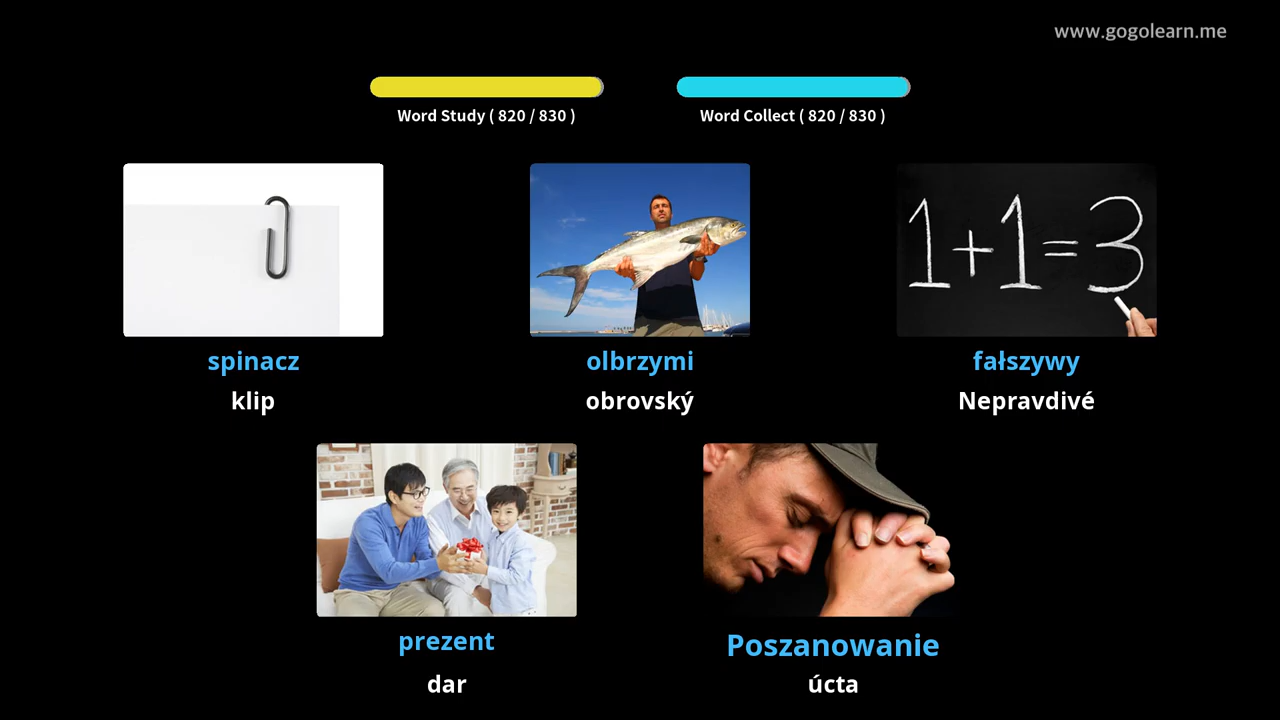 www.gogolearn.me
Word Study ( 820 / 830 )
Word Collect ( 820 / 830 )
1+1=3
spinacz
olbrzymi
fałszywy
klip
obrovský
Nepravdivé
prezent
Poszanowanie
dar
úcta